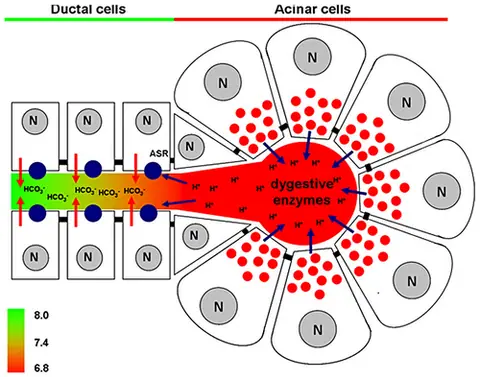 Ductal cells
Acinar cells
N
N
N
N
N
N
N
N
ASR
H⁺ H⁺ H⁺
H⁺ H⁺ H⁺
H⁺ H⁺ H⁺
dygestive
enzymes
N
HCO₃⁻
HCO₃⁻
HCO₃⁻
HCO₃⁻
HCO₃⁻
H⁺ H⁺ H⁺
H⁺ H⁺ H⁺
H⁺ H⁺ H⁺
N
N
N
N
N
N
N
8.0
7.4
6.8